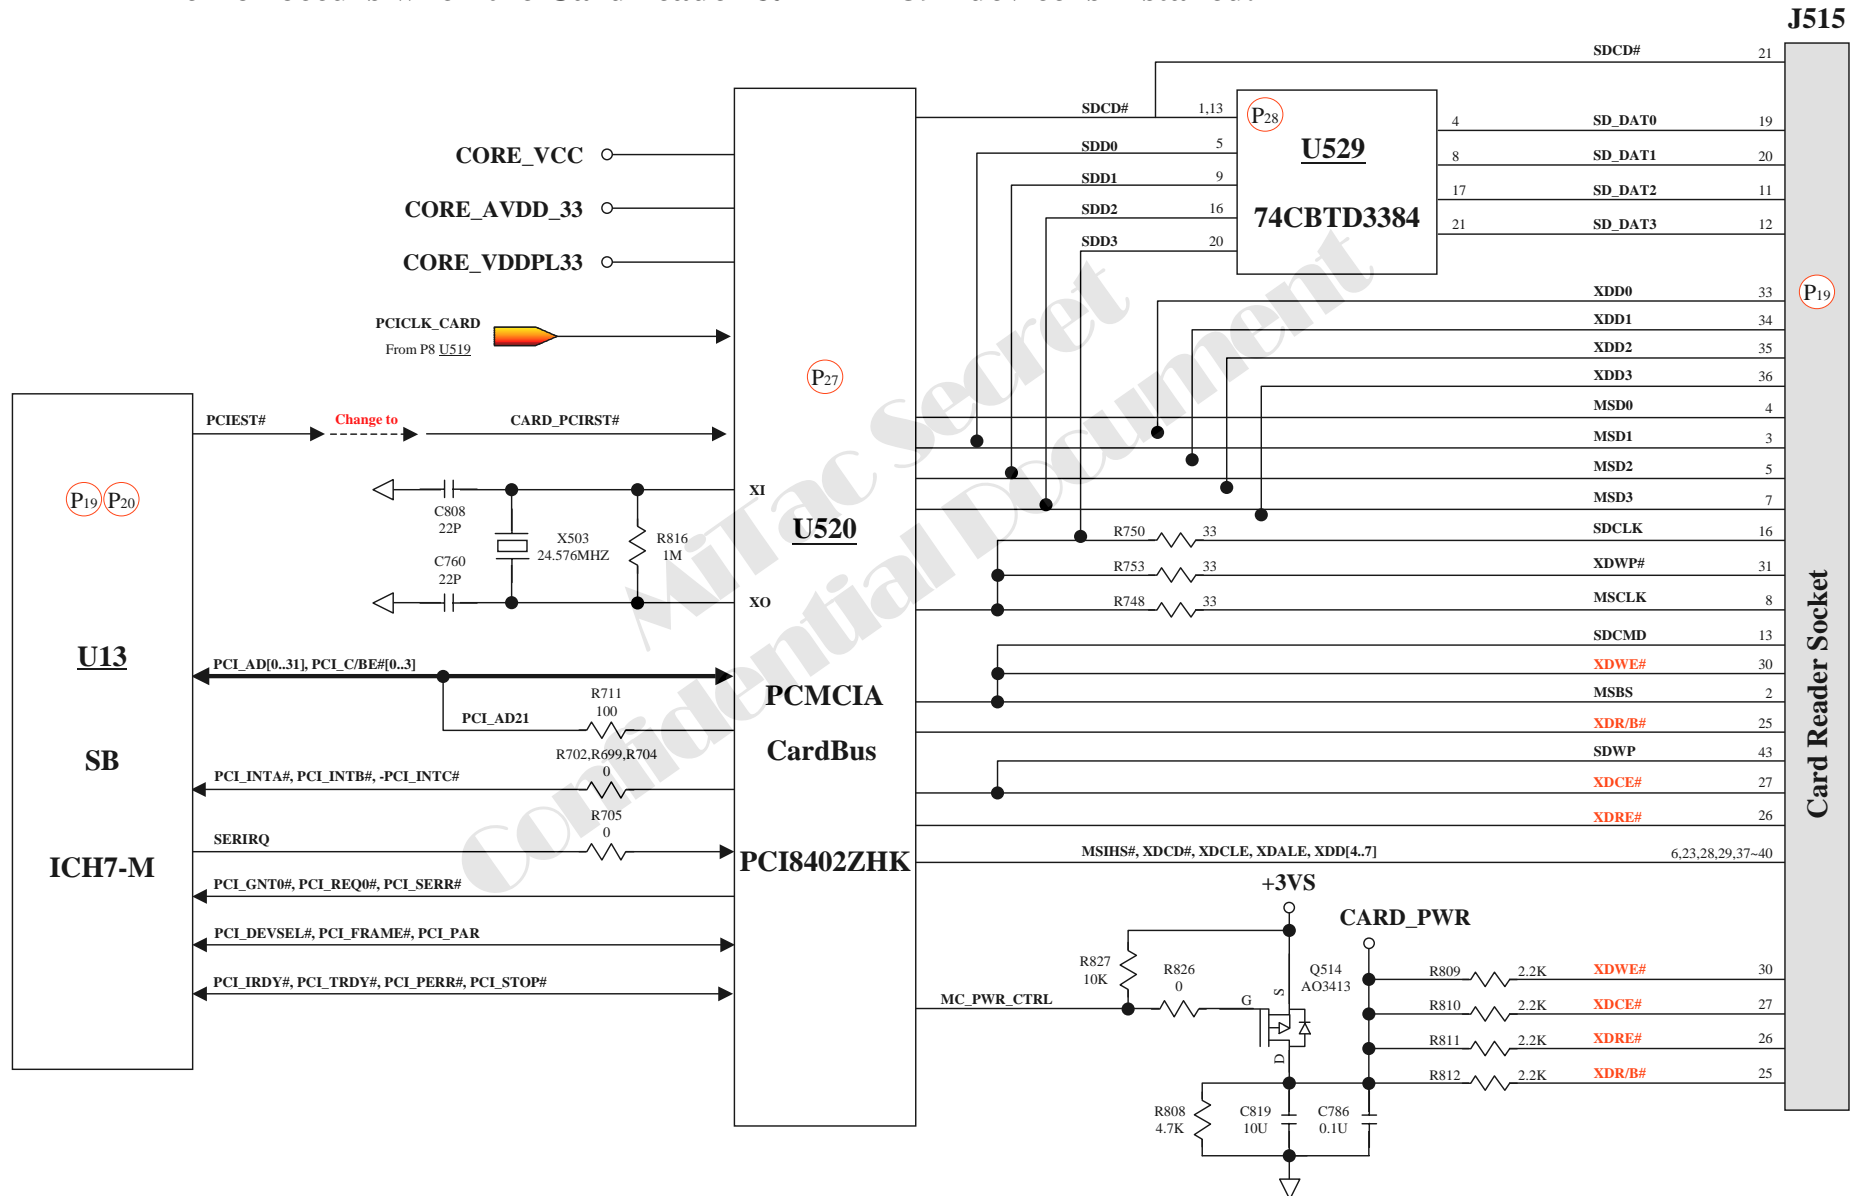 J515
SDCD# 21
CORE_VCC
CORE_AVDD_33
CORE_VDDPL33
PCICLK_CARD
From P8 U519
SDCD# 1,13
SDD0 5
SDD1 9
SDD2 16
SDD3 20
P28
U529
74CBTD3384
4 SD_DAT0 19
8 SD_DAT1 20
17 SD_DAT2 11
21 SD_DAT3 12
P19
XDD0 33
XDD1 34
XDD2 35
XDD3 36
MSD0 4
MSD1 3
MSD2 5
MSD3 7
R750 33 SDCLK 16
R753 33 XDWP# 31
R748 33 MSCLK 8
SDCMD 13
XDWE# 30
MSBS 2
XDR/B# 25
SDWP 43
XDCE# 27
XDRE# 26
MSIHS#, XDCD#, XDCLE, XDALE, XDD[4..7] 6,23,28,29,37~40
Card Reader Socket
P27
U520
PCMCIA
CardBus
PCI8402ZHK
XI
XO
P19 P20
U13
SB
ICH7-M
PCIEST# Change to CARD_PCIRST#
C808
22P
X503
24.576MHZ
R816
1M
C760
22P
PCI_AD[0..31], PCI_C/BE#[0..3]
R711
100
PCI_AD21
R702,R699,R704
0
PCI_INTA#, PCI_INTB#, -PCI_INTC#
R705
0
SERIRQ
PCI_GNT0#, PCI_REQ0#, PCI_SERR#
PCI_DEVSEL#, PCI_FRAME#, PCI_PAR
PCI_IRDY#, PCI_TRDY#, PCI_PERR#, PCI_STOP#
+3VS
CARD_PWR
R827
10K
R826
0
Q514
AO3413
S
G
D
MC_PWR_CTRL
R809 2.2K XDWE# 30
R810 2.2K XDCE# 27
R811 2.2K XDRE# 26
R812 2.2K XDR/B# 25
R808
4.7K
C819
10U
C786
0.1U
MiTac Secret
Confidential Document